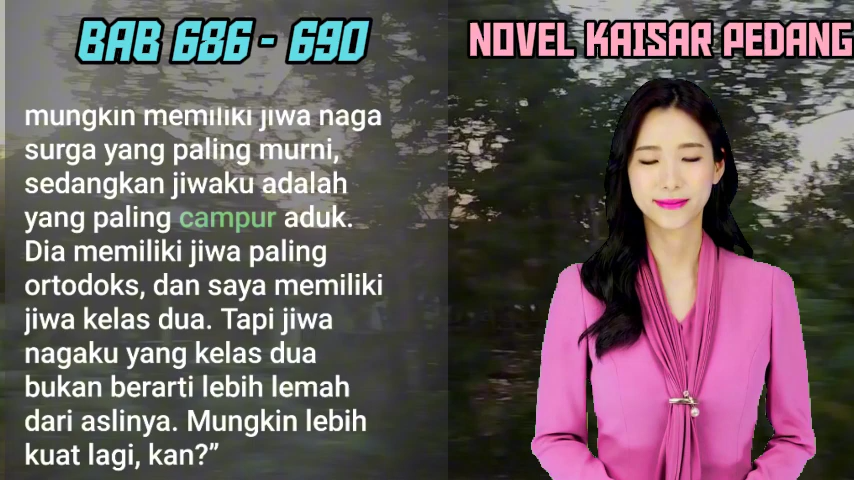 BAB 686 - 690
NOVEL KAISAR PEDANG
mungkin memiliki jiwa naga
surga yang paling murni,
sedangkan jiwaku adalah
yang paling campur aduk.
Dia memiliki jiwa paling
ortodoks, dan saya memiliki
jiwa kelas dua. Tapi jiwa
nagaku yang kelas dua
bukan berarti lebih lemah
dari aslinya. Mungkin lebih
kuat lagi, kan?”